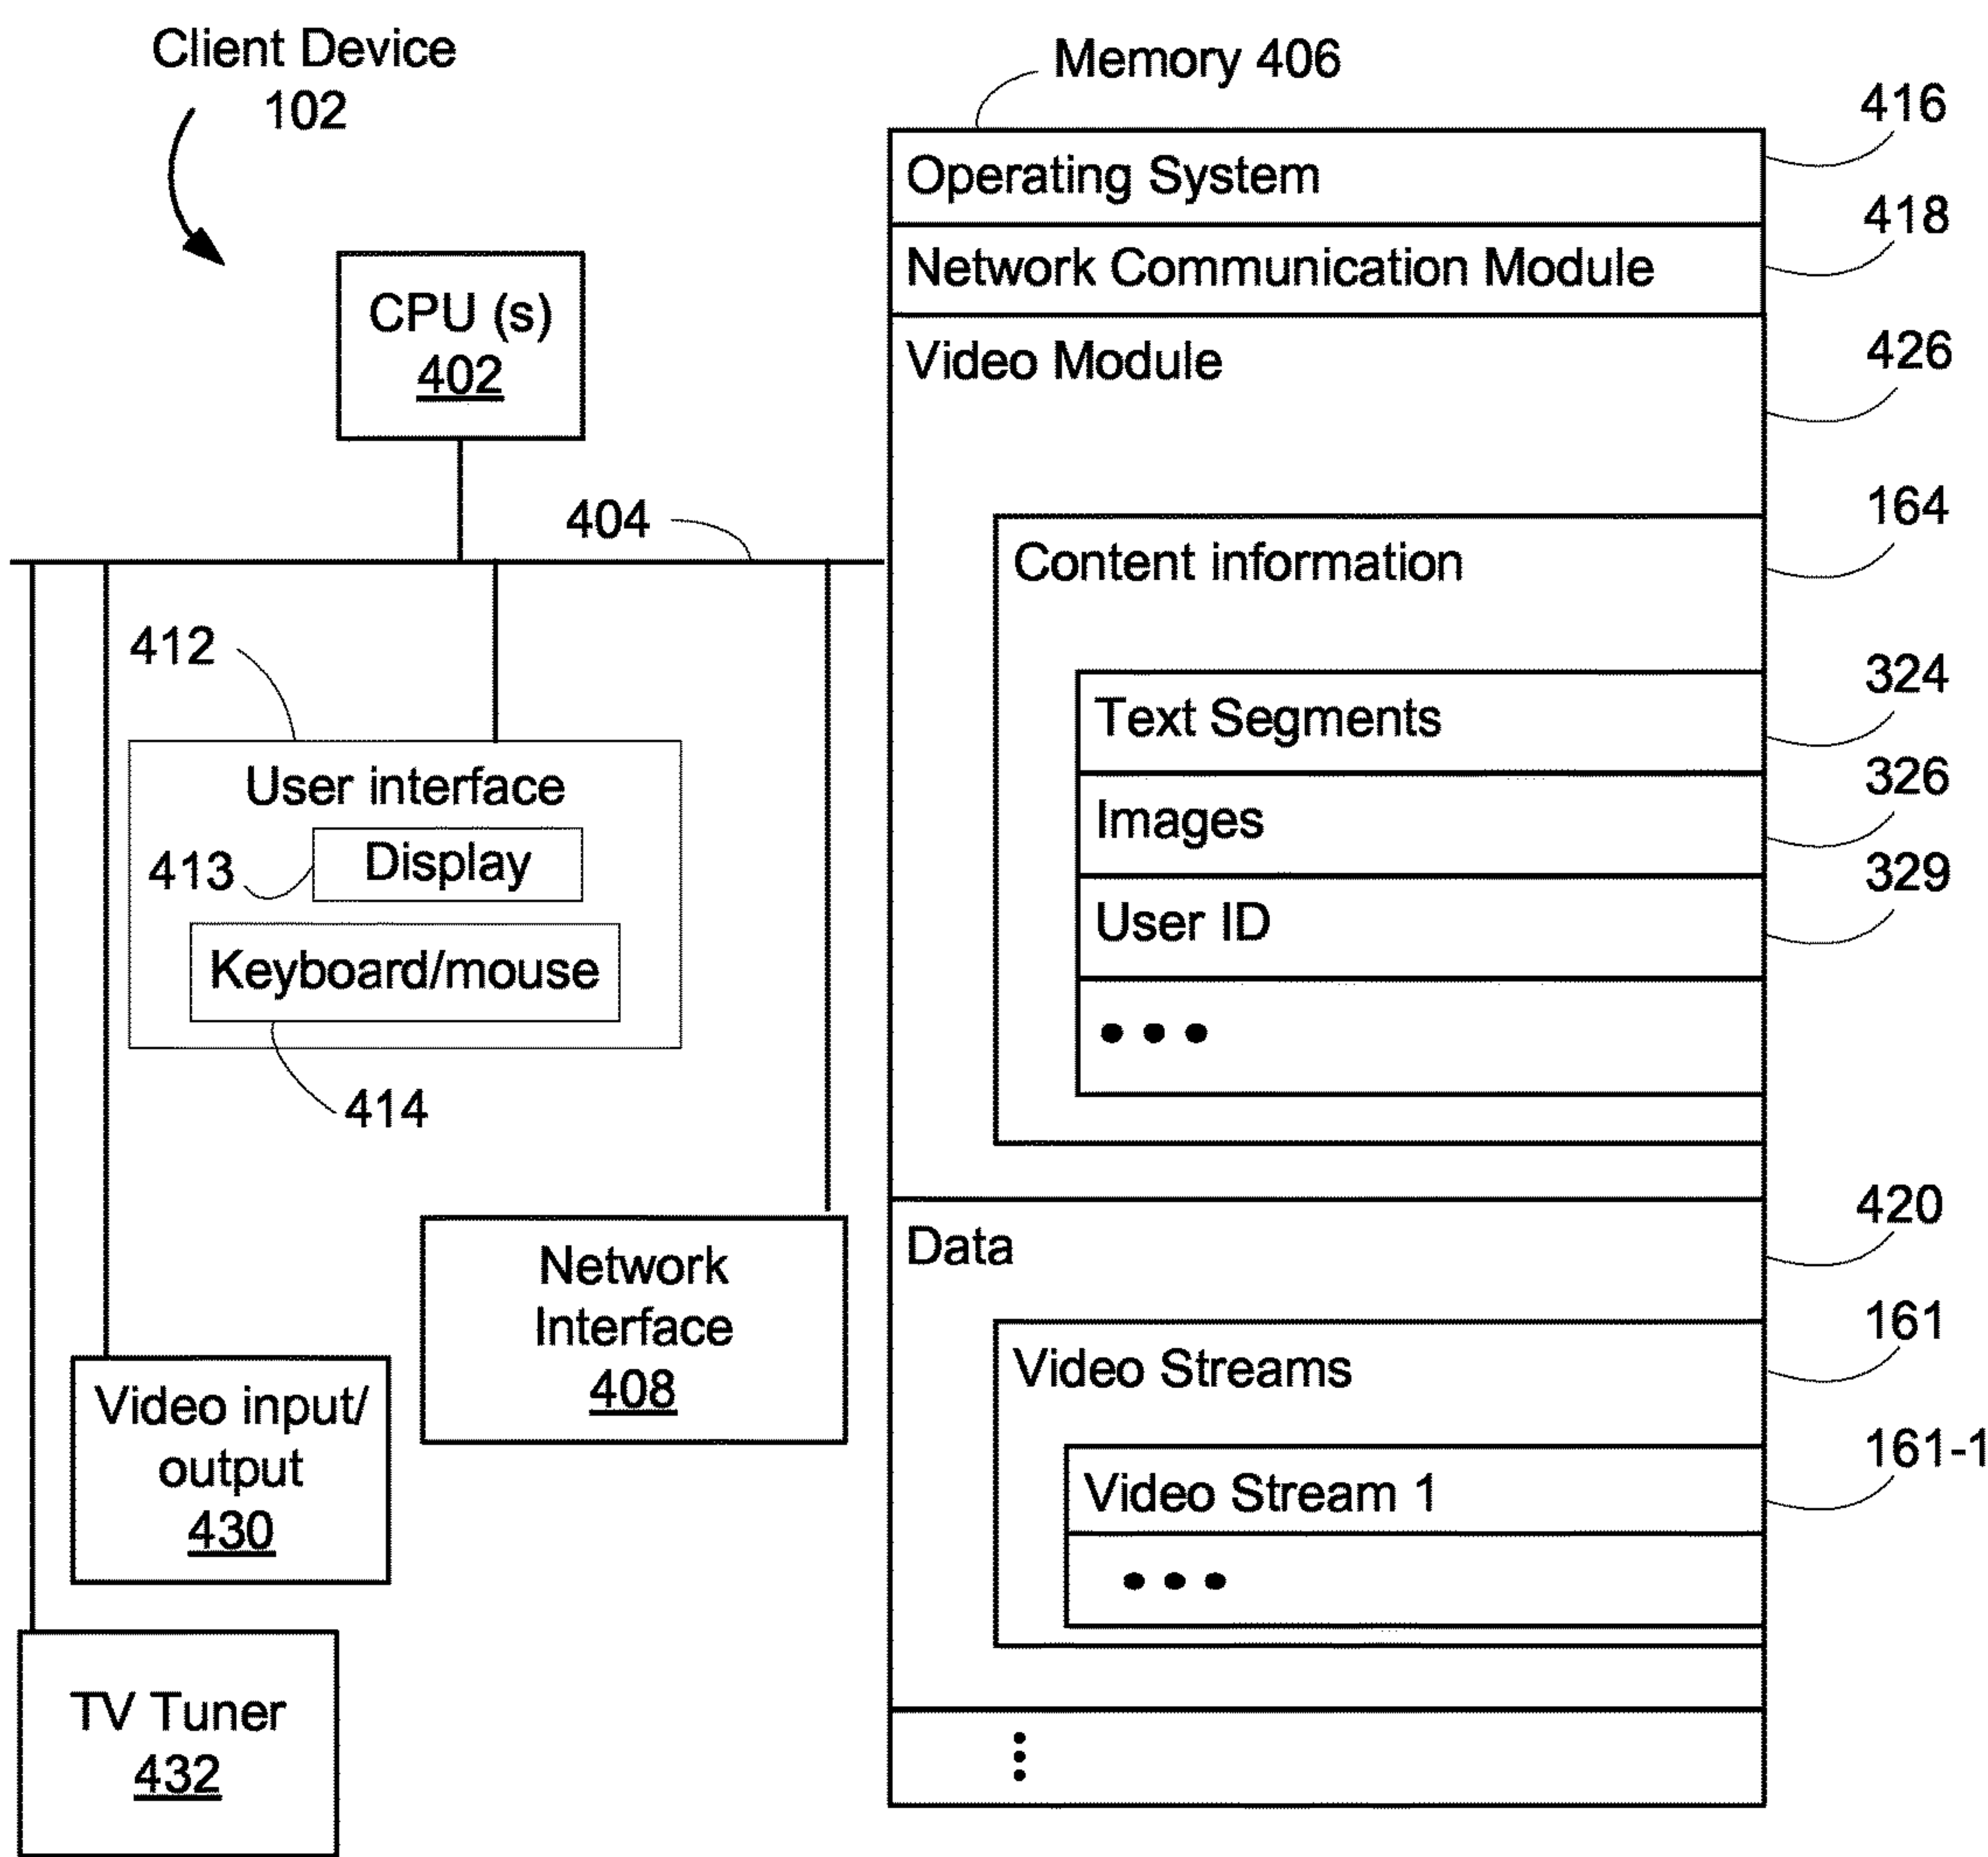 Client Device
102
CPU (s)
402
404
412
User interface
413
Display
Keyboard/mouse
414
Network
Interface
408
Video input/
output
430
TV Tuner
432
Memory 406
Operating System
416
Network Communication Module
418
Video Module
426
Content information
164
Text Segments
324
Images
326
User ID
329
Data
420
Video Streams
161
Video Stream 1
161-1